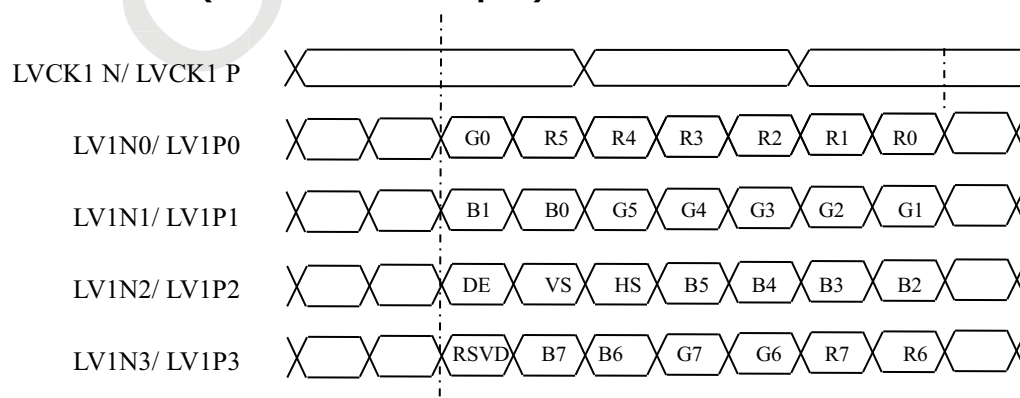 LVCK1 N/ LVCK1 P
LV1N0/ LV1P0 G0 R5 R4 R3 R2 R1 R0
LV1N1/ LV1P1 B1 B0 G5 G4 G3 G2 G1
LV1N2/ LV1P2 DE VS HS B5 B4 B3 B2
LV1N3/ LV1P3 RSVD B7 B6 G7 G6 R7 R6